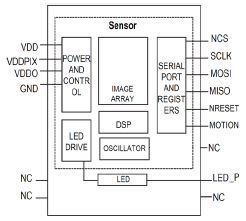 Sensor
VDD
VDDPIX
VDDO
GND
POWER
AND
CONTR
OL
IMAGE
ARRAY
SERIAL
PORT
AND
REGIST
ERS
NCS
SCLK
MOSI
MISO
NRESET
MOTION
LED
DRIVE
DSP
OSCILLATOR
NC
NC
LED
LED_P
NC
NC